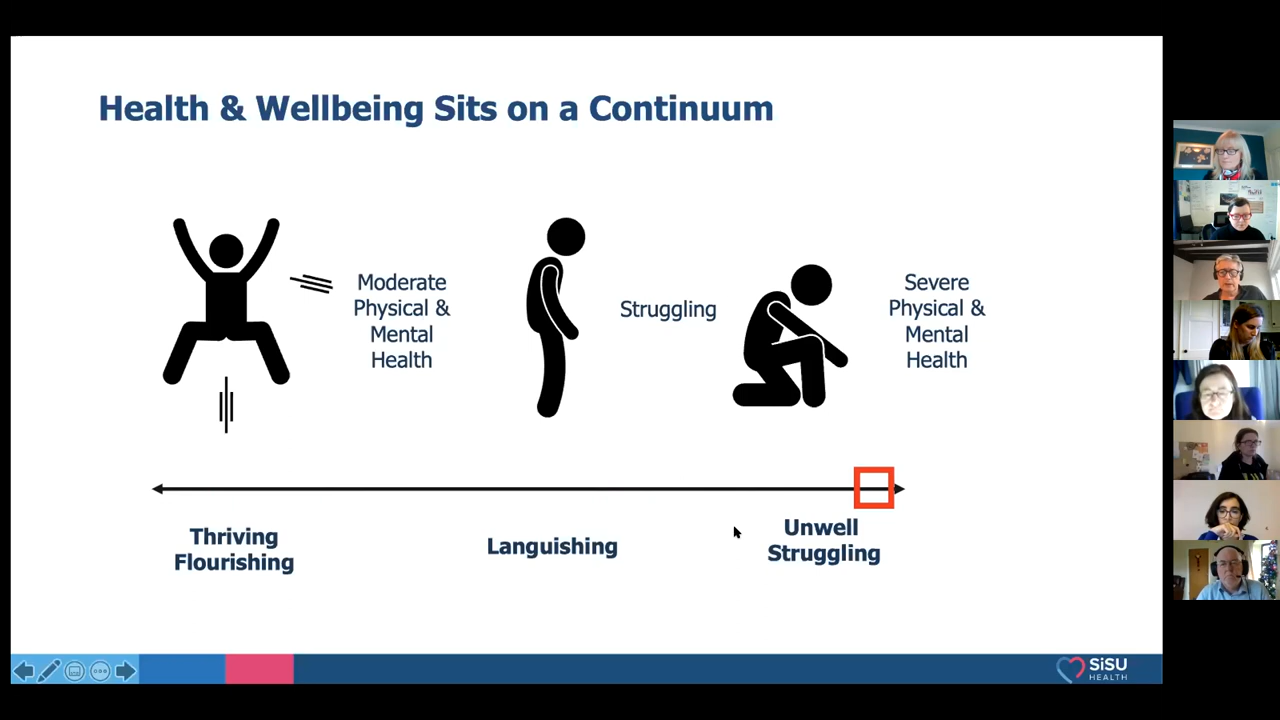 Health & Wellbeing Sits on a Continuum
Moderate
Physical &
Mental
Health
Struggling
Severe
Physical &
Mental
Health
Thriving
Flourishing
Languishing
Unwell
Struggling
SiSU
HEALTH